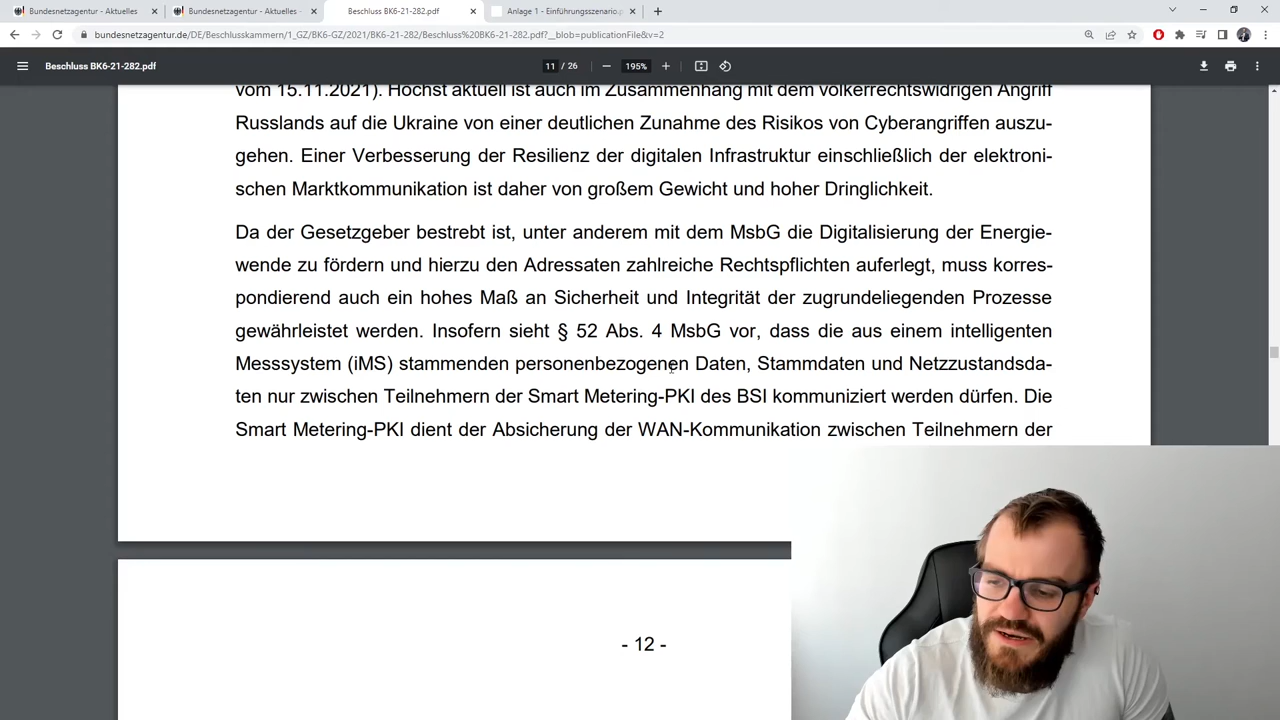 Bundesnetzagentur - Aktuelles
Bundesnetzagentur - Aktuelles -
Beschluss BK6-21-282.pdf
Anlage 1 - Einführungsszenario.p
bundesnetzagentur.de/DE/Beschlusskammern/1_GZ/BK6-GZ/2021/BK6-21-282/Beschluss%20BK6-21-282.pdf?__blob=publicationFile&v=2
Beschluss BK6-21-282.pdf
11 / 26
195%
vom 15.11.2021). Höchst aktuell ist auch im Zusammenhang mit dem völkerrechtswidrigen Angriff
Russlands auf die Ukraine von einer deutlichen Zunahme des Risikos von Cyberangriffen auszu-
gehen. Einer Verbesserung der Resilienz der digitalen Infrastruktur einschließlich der elektroni-
schen Marktkommunikation ist daher von großem Gewicht und hoher Dringlichkeit.
Da der Gesetzgeber bestrebt ist, unter anderem mit dem MsbG die Digitalisierung der Energie-
wende zu fördern und hierzu den Adressaten zahlreiche Rechtspflichten auferlegt, muss korres-
pondierend auch ein hohes Maß an Sicherheit und Integrität der zugrundeliegenden Prozesse
gewährleistet werden. Insofern sieht § 52 Abs. 4 MsbG vor, dass die aus einem intelligenten
Messsystem (iMS) stammenden personenbezogenen Daten, Stammdaten und Netzzustandsda-
ten nur zwischen Teilnehmern der Smart Metering-PKI des BSI kommuniziert werden dürfen. Die
Smart Metering-PKI dient der Absicherung der WAN-Kommunikation zwischen Teilnehmern der
- 12 -